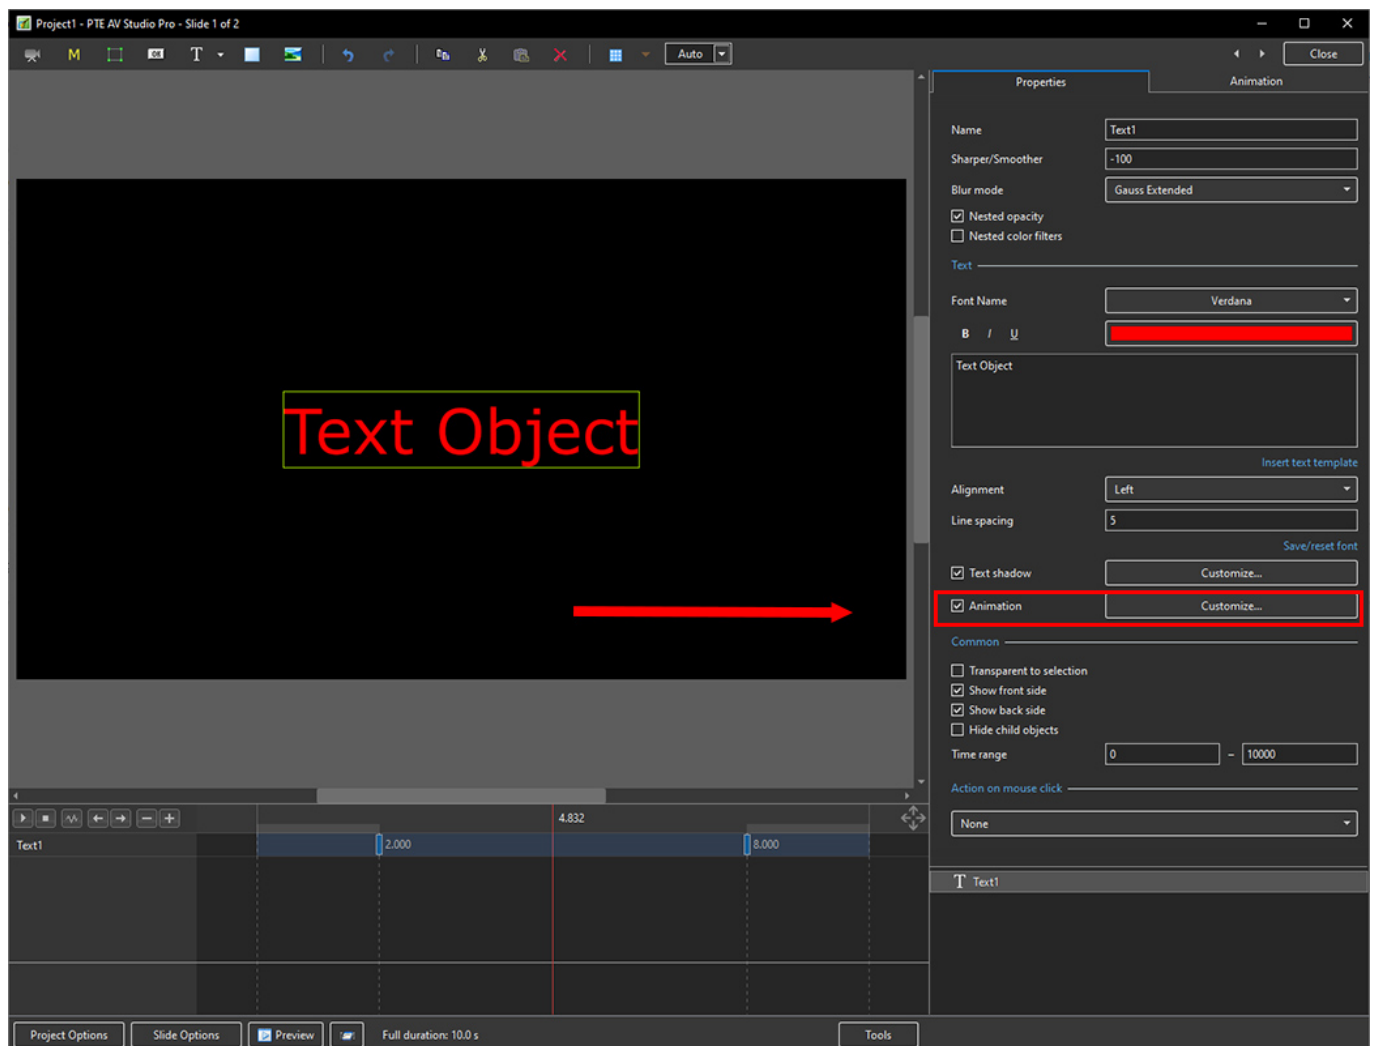 Project1 - PTE AV Studio Pro - Slide 1 of 2
M OK T Auto Close
Properties Animation
Name Text1
Sharper/Smoother -100
Blur mode Gauss Extended
Nested opacity
Nested color filters
Text
Font Name Verdana
B I U
Text Object
Text Object
Insert text template
Alignment Left
Line spacing 5
Save/reset font
Text shadow Customize...
Animation Customize...
Common
Transparent to selection
Show front side
Show back side
Hide child objects
Time range 0 - 10000
Action on mouse click
None
4.832
Text1 2.000 8.000
T Text1
Project Options Slide Options Preview Full duration: 10.0 s Tools